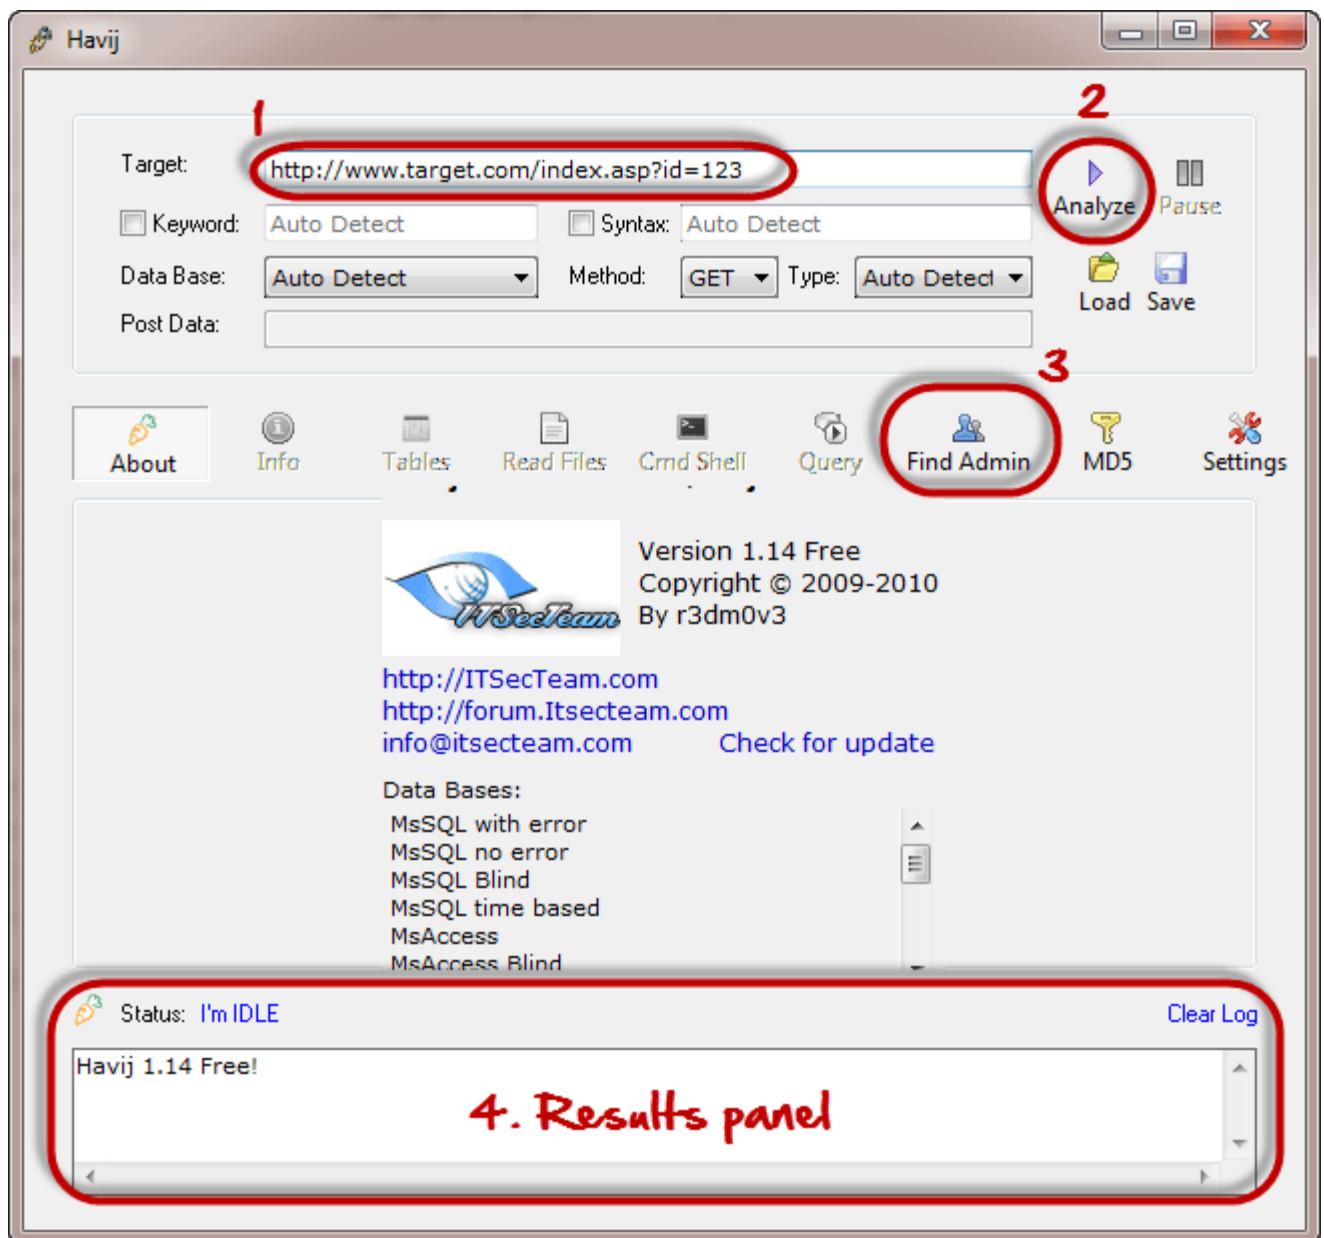 Havij
1
2
Target:
http://www.target.com/index.asp?id=123
Analyze
Pause
Keyword:
Auto Detect
Syntax:
Auto Detect
Data Base:
Auto Detect
Method:
GET
Type:
Auto Detect
Load
Save
Post Data:
3
About
Info
Tables
Read Files
Cmd Shell
Query
Find Admin
MD5
Settings
ITSecTeam
Version 1.14 Free
Copyright © 2009-2010
By r3dm0v3
http://ITSecTeam.com
http://forum.Itsecteam.com
info@itsecteam.com
Check for update
Data Bases:
MsSQL with error
MsSQL no error
MsSQL Blind
MsSQL time based
MsAccess
MsAccess Blind
Status: I'm IDLE
Clear Log
Havij 1.14 Free!
4. Results panel